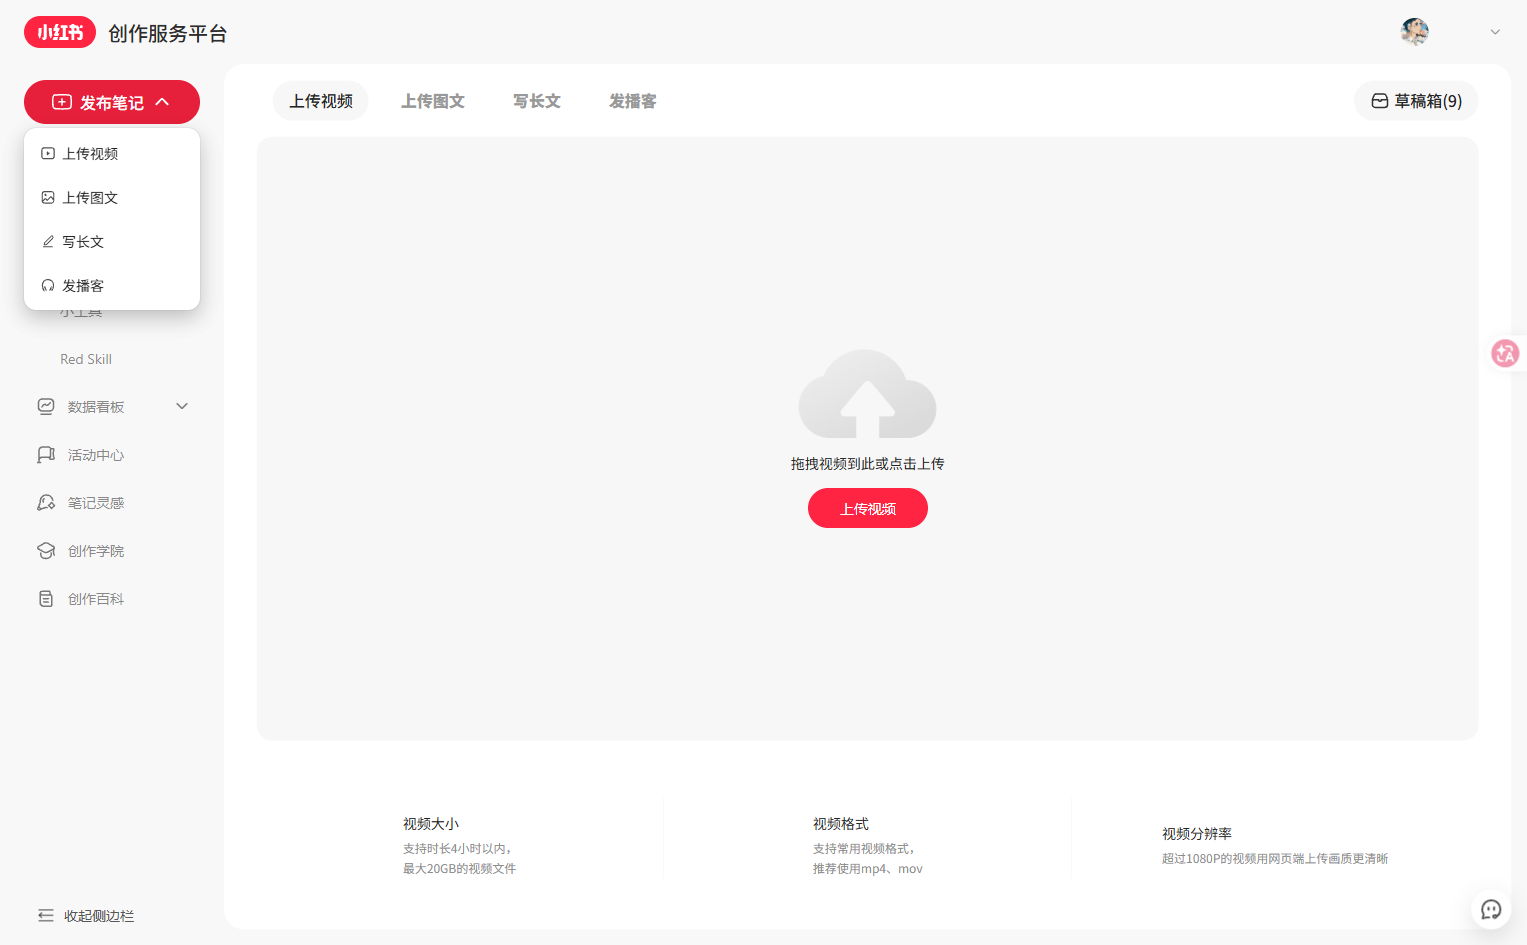 小红书 创作服务平台
发布笔记
上传视频
上传图文
写长文
发播客
小工具
Red Skill
数据看板
活动中心
笔记灵感
创作学院
创作百科
收起侧边栏
上传视频 上传图文 写长文 发播客 草稿箱(9)
拖拽视频到此或点击上传
上传视频
视频大小
支持时长4小时以内，
最大20GB的视频文件
视频格式
支持常用视频格式，
推荐使用mp4、mov
视频分辨率
超过1080P的视频用网页端上传画质更清晰